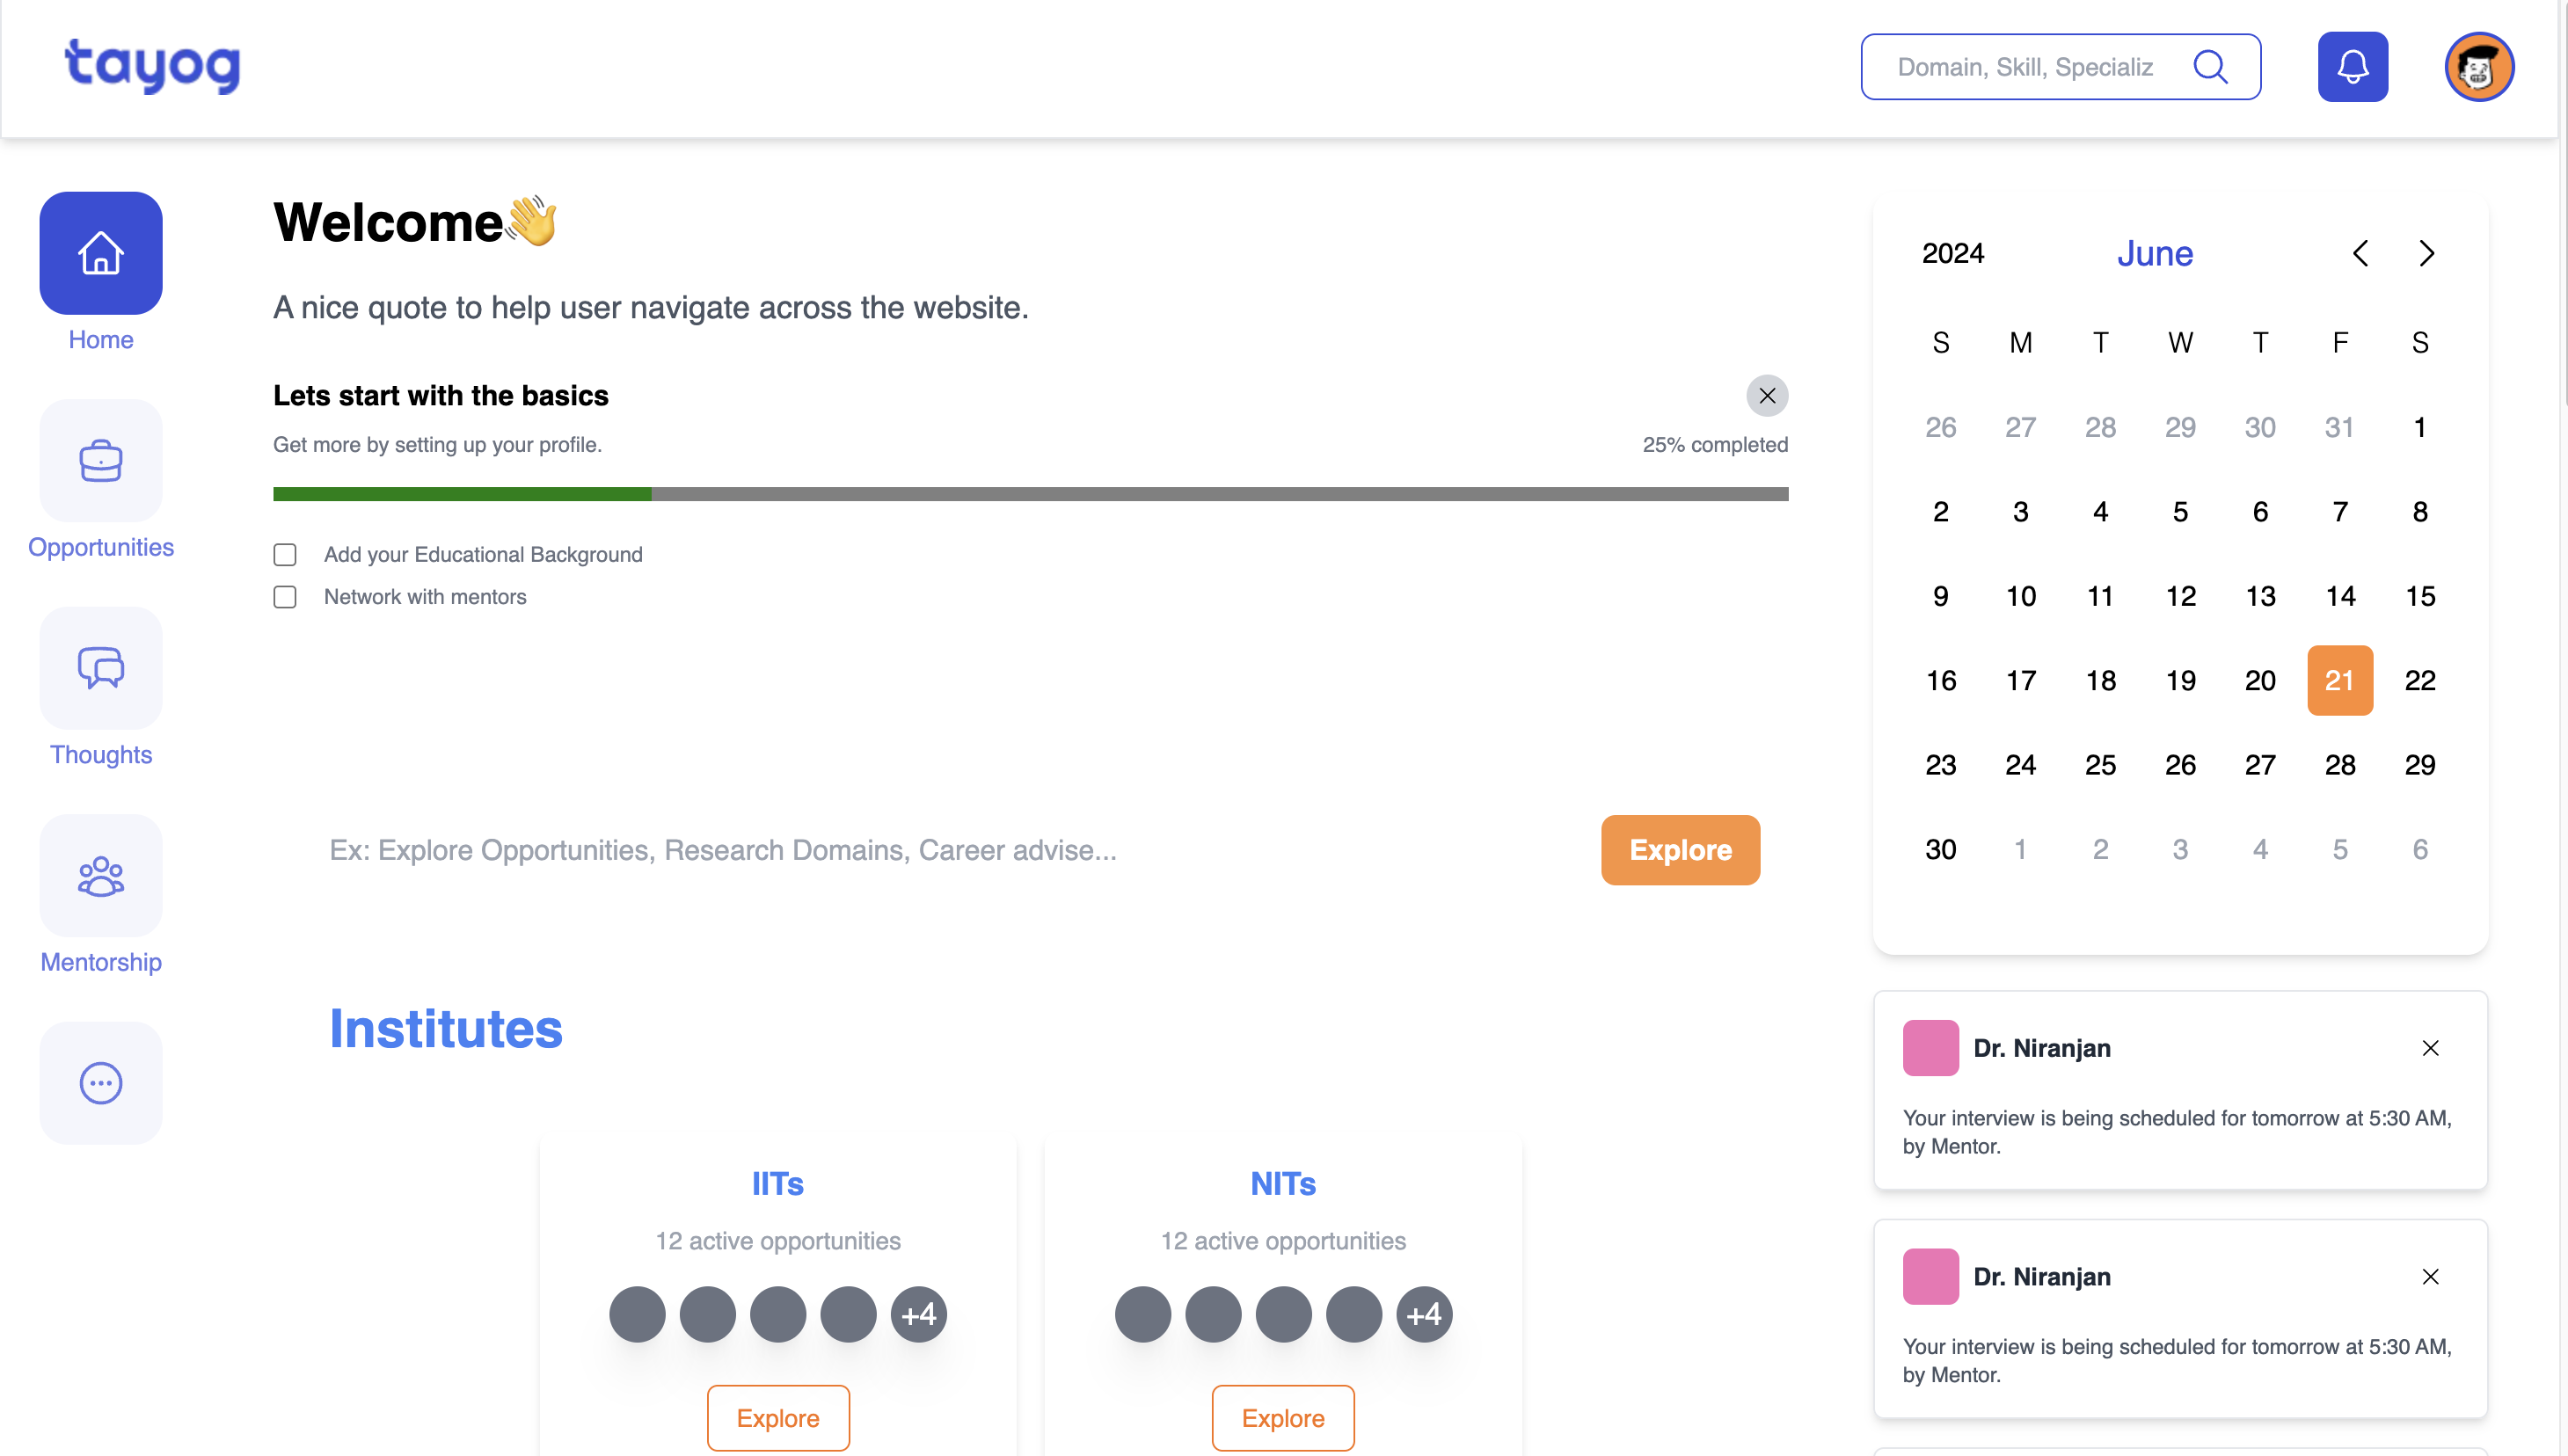 tayog
Domain, Skill, Specializ
Home
Opportunities
Thoughts
Mentorship
Welcome👋
A nice quote to help user navigate across the website.
Lets start with the basics
Get more by setting up your profile.
25% completed
Add your Educational Background
Network with mentors
Ex: Explore Opportunities, Research Domains, Career advise...
Explore
Institutes
IITs
12 active opportunities
+4
Explore
NITs
12 active opportunities
+4
Explore
2024 June
S M T W T F S
26 27 28 29 30 31 1
2 3 4 5 6 7 8
9 10 11 12 13 14 15
16 17 18 19 20 21 22
23 24 25 26 27 28 29
30 1 2 3 4 5 6
Dr. Niranjan
Your interview is being scheduled for tomorrow at 5:30 AM,
by Mentor.
Dr. Niranjan
Your interview is being scheduled for tomorrow at 5:30 AM,
by Mentor.